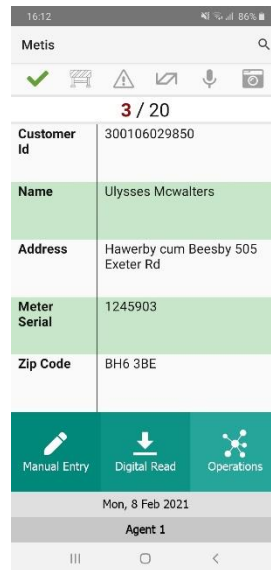 16:12 86%
Metis
3 / 20
Customer Id 300106029850
Name Ulysses Mcwalters
Address Hawerby cum Beesby 505 Exeter Rd
Meter Serial 1245903
Zip Code BH6 3BE
Manual Entry Digital Read Operations
Mon, 8 Feb 2021
Agent 1